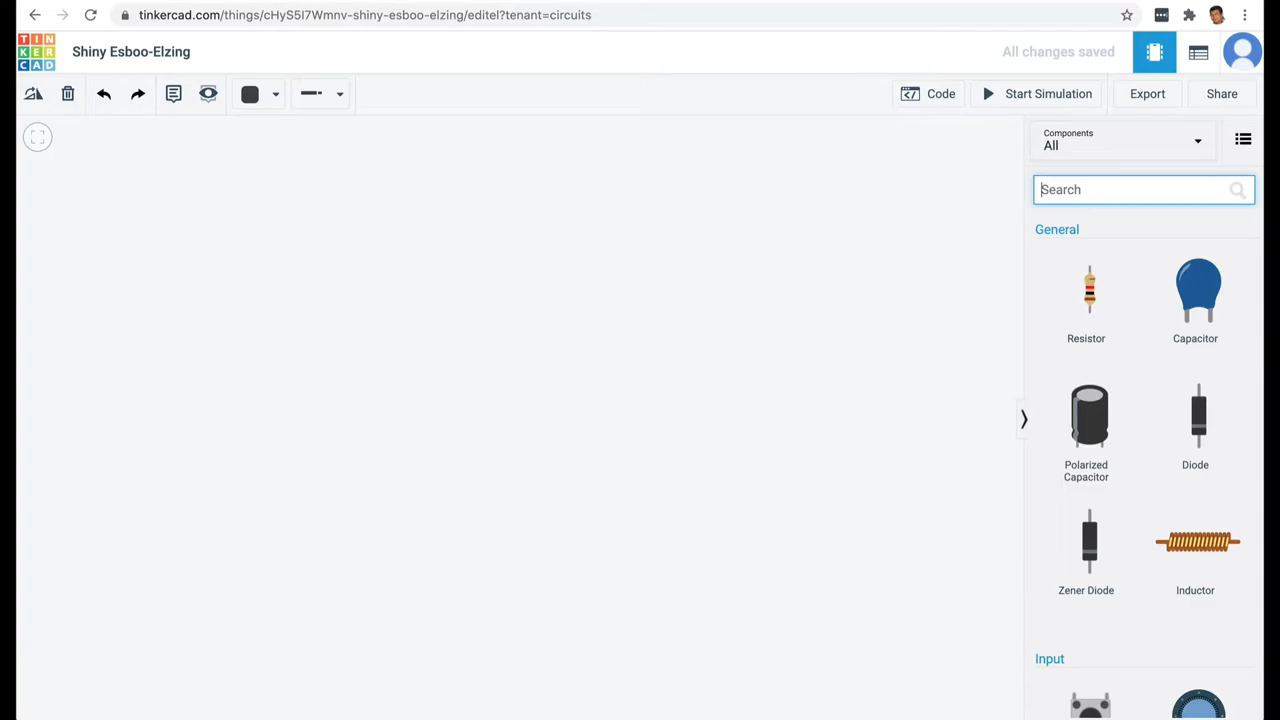 tinkercad.com/things/cHyS5I7Wmnv-shiny-esboo-elzing/editel?tenant=circuits
TIN
KER
CAD
Shiny Esboo-Elzing
All changes saved
Code
Start Simulation
Export
Share
Components
All
Search
General
Resistor
Capacitor
Polarized
Capacitor
Diode
Zener Diode
Inductor
Input